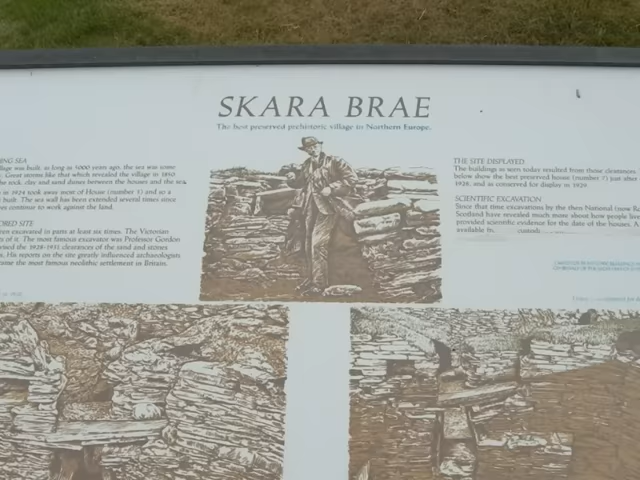 SKARA BRAE
The best preserved prehistoric village in Northern Europe.
SEA
village was built, as long as 5000 years ago, the sea was some
Great storms like that which revealed the village in 1850
rock, clay and sand dunes between the houses and the sea.
in 1924 took away most of House (number 3) and so a
built. The sea wall has been extended several times since
continue to work against the land.
SITE
excavated in parts at least six times. The Victorian
of it. The most famous excavator was Professor Gordon
the 1928-1931 clearances of the sand and stones
His reports on the site greatly influenced archaeologists
the most famous neolithic settlement in Britain.
THE SITE DISPLAYED
The buildings so seen today resulted from those clearances
below show the best preserved house (number 7) just after
1928, and as conserved for display in 1929
SCIENTIFIC EXCAVATION
Since that time excavations by the then National (now
Scotland have revealed much more about how people
provided scientific evidence for the date of the houses. A
available